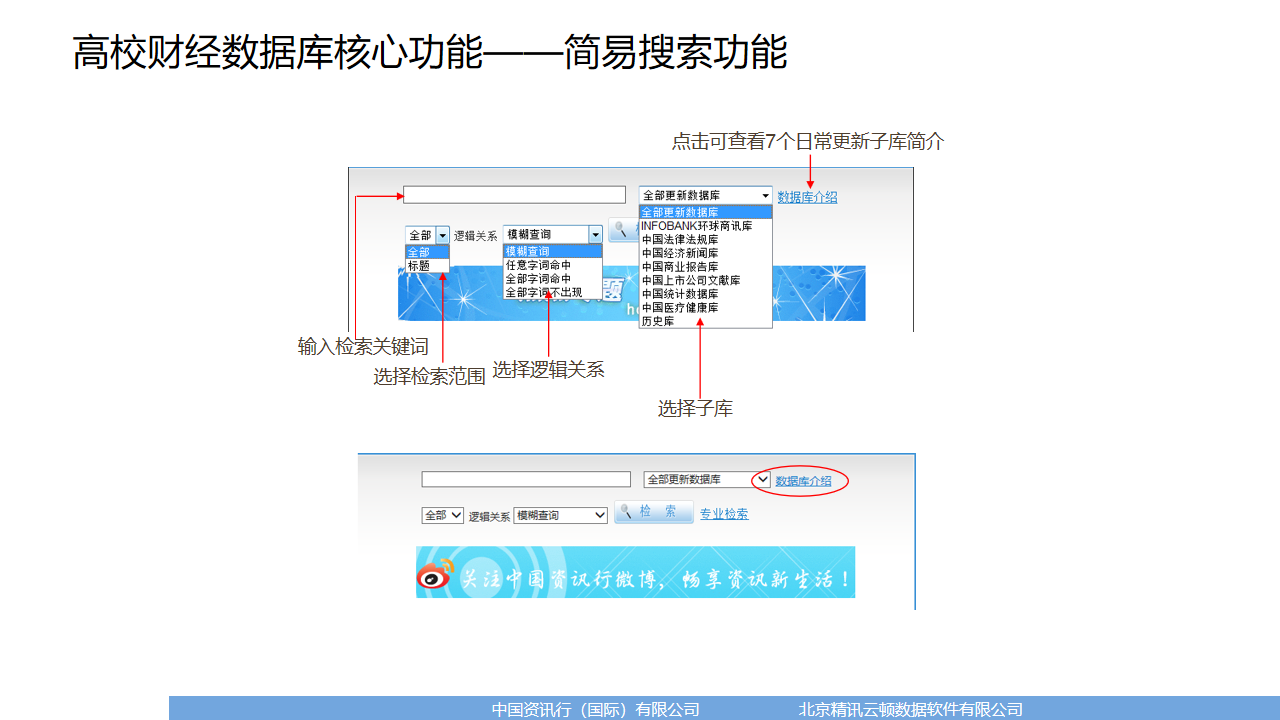 高校财经数据库核心功能——简易搜索功能
点击可查看7个日常更新子库简介
全部更新数据库 数据库介绍
全部更新数据库
INFOBANK环球商讯库
中国法律法规库
中国经济新闻库
中国商业报告库
中国上市公司文献库
中国统计数据库
中国医疗健康库
历史库
全部 逻辑关系 模糊查询
全部
标题
模糊查询
任意字词命中
全部字词命中
全部字词不出现
题
输入检索关键词
选择检索范围
选择逻辑关系
选择子库
全部更新数据库 数据库介绍
全部 逻辑关系 模糊查询 检 索 专业检索
关注中国资讯行微博，畅享资讯新生活！
中国资讯行（国际）有限公司 北京精讯云顿数据软件有限公司